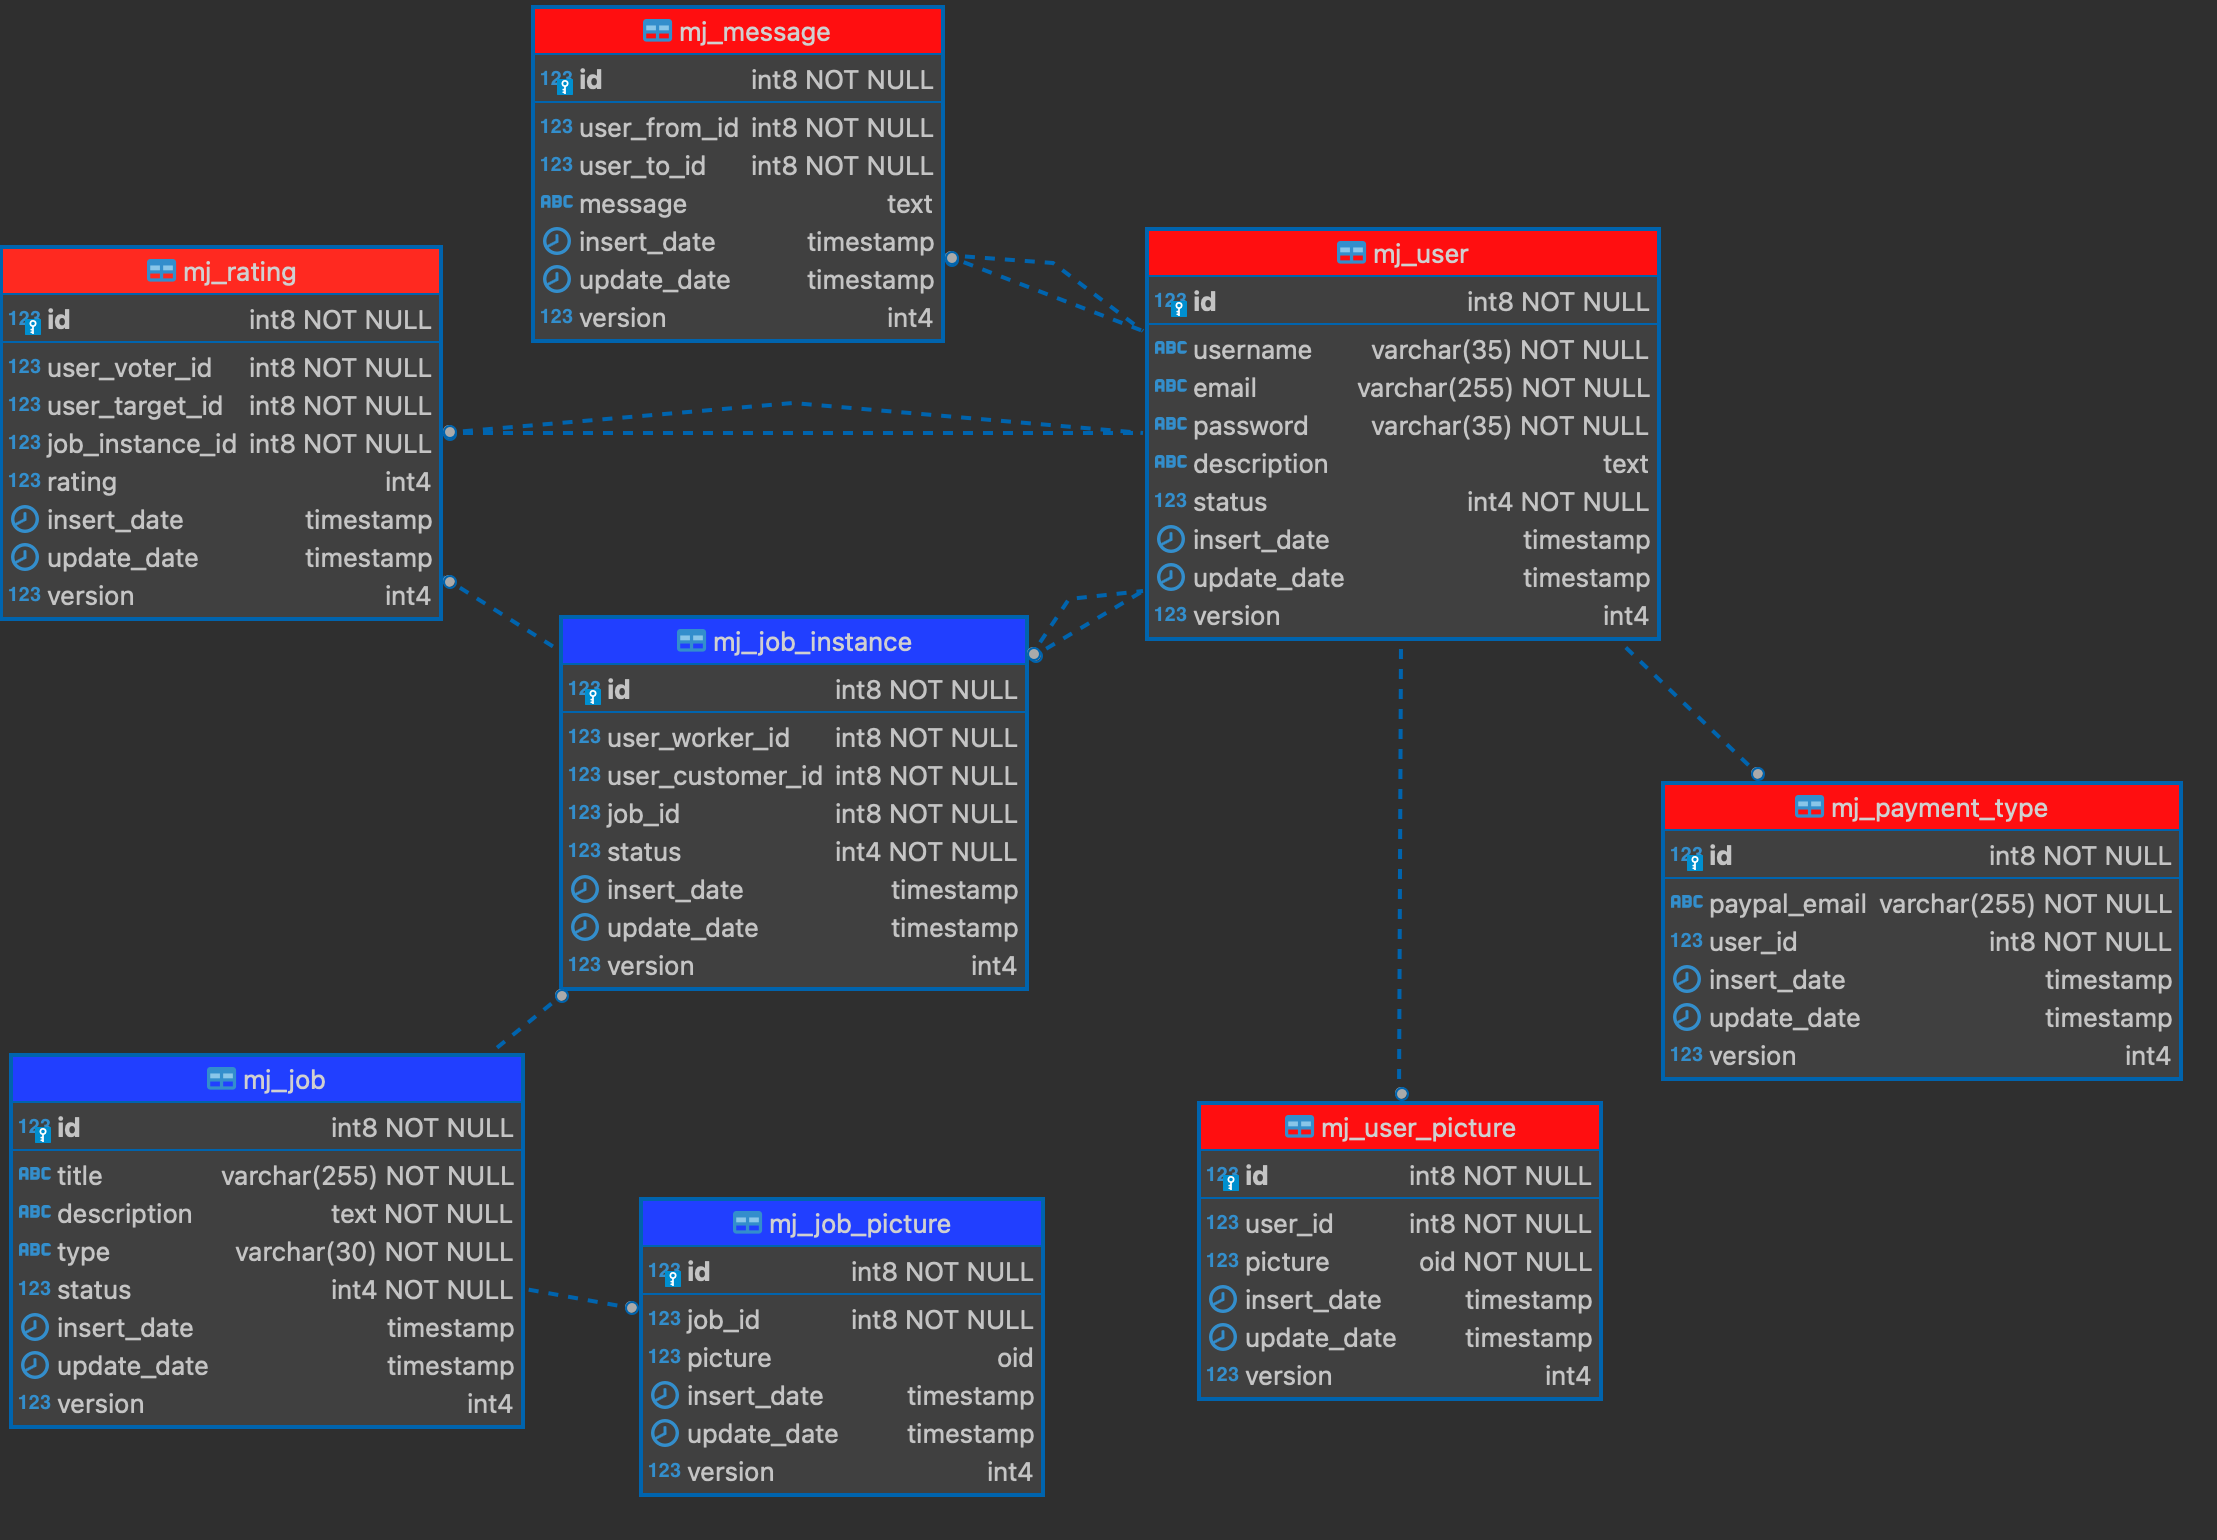 mj_message
123 id int8 NOT NULL
123 user_from_id int8 NOT NULL
123 user_to_id int8 NOT NULL
ABC message text
insert_date timestamp
update_date timestamp
123 version int4
mj_rating
123 id int8 NOT NULL
123 user_voter_id int8 NOT NULL
123 user_target_id int8 NOT NULL
123 job_instance_id int8 NOT NULL
123 rating int4
insert_date timestamp
update_date timestamp
123 version int4
mj_user
123 id int8 NOT NULL
ABC username varchar(35) NOT NULL
ABC email varchar(255) NOT NULL
ABC password varchar(35) NOT NULL
ABC description text
123 status int4 NOT NULL
insert_date timestamp
update_date timestamp
123 version int4
mj_job_instance
123 id int8 NOT NULL
123 user_worker_id int8 NOT NULL
123 user_customer_id int8 NOT NULL
123 job_id int8 NOT NULL
123 status int4 NOT NULL
insert_date timestamp
update_date timestamp
123 version int4
mj_payment_type
123 id int8 NOT NULL
ABC paypal_email varchar(255) NOT NULL
123 user_id int8 NOT NULL
insert_date timestamp
update_date timestamp
123 version int4
mj_job
123 id int8 NOT NULL
ABC title varchar(255) NOT NULL
ABC description text NOT NULL
ABC type varchar(30) NOT NULL
123 status int4 NOT NULL
insert_date timestamp
update_date timestamp
123 version int4
mj_job_picture
123 id int8 NOT NULL
123 job_id int8 NOT NULL
123 picture oid
insert_date timestamp
update_date timestamp
123 version int4
mj_user_picture
123 id int8 NOT NULL
123 user_id int8 NOT NULL
123 picture oid NOT NULL
insert_date timestamp
update_date timestamp
123 version int4